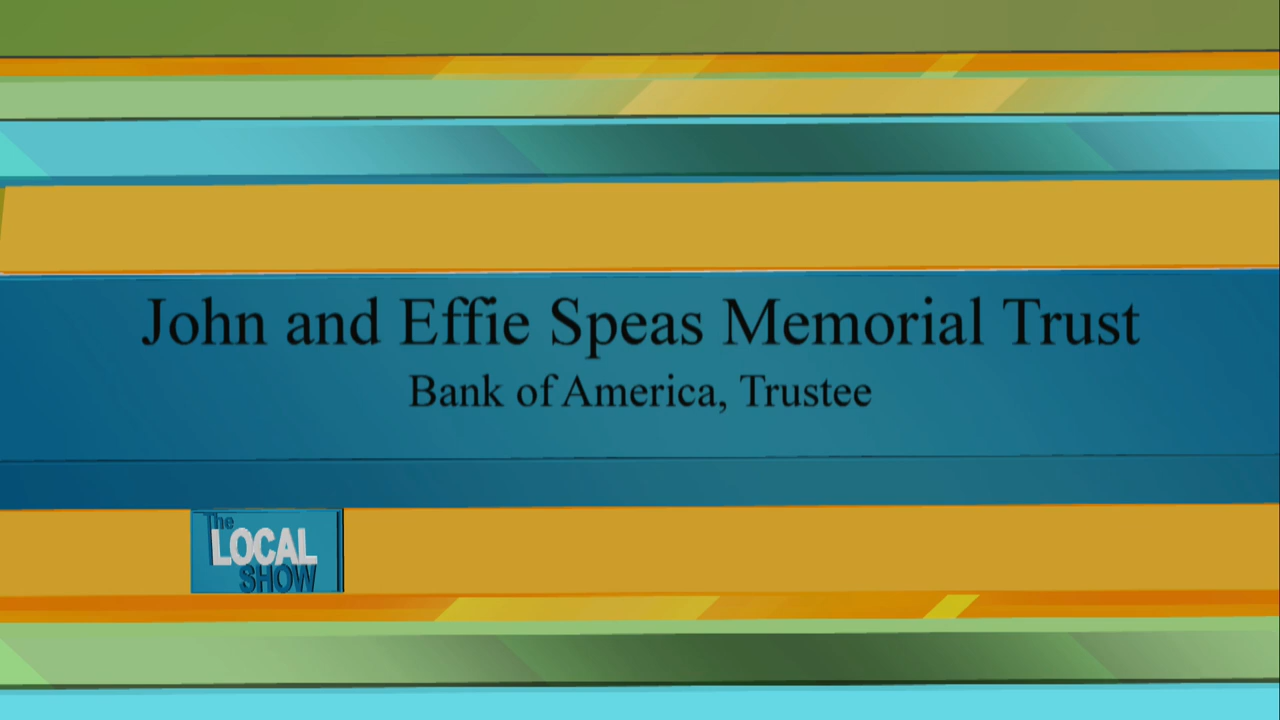 John and Effie Speas Memorial Trust
Bank of America, Trustee
The
LOCAL
SHOW